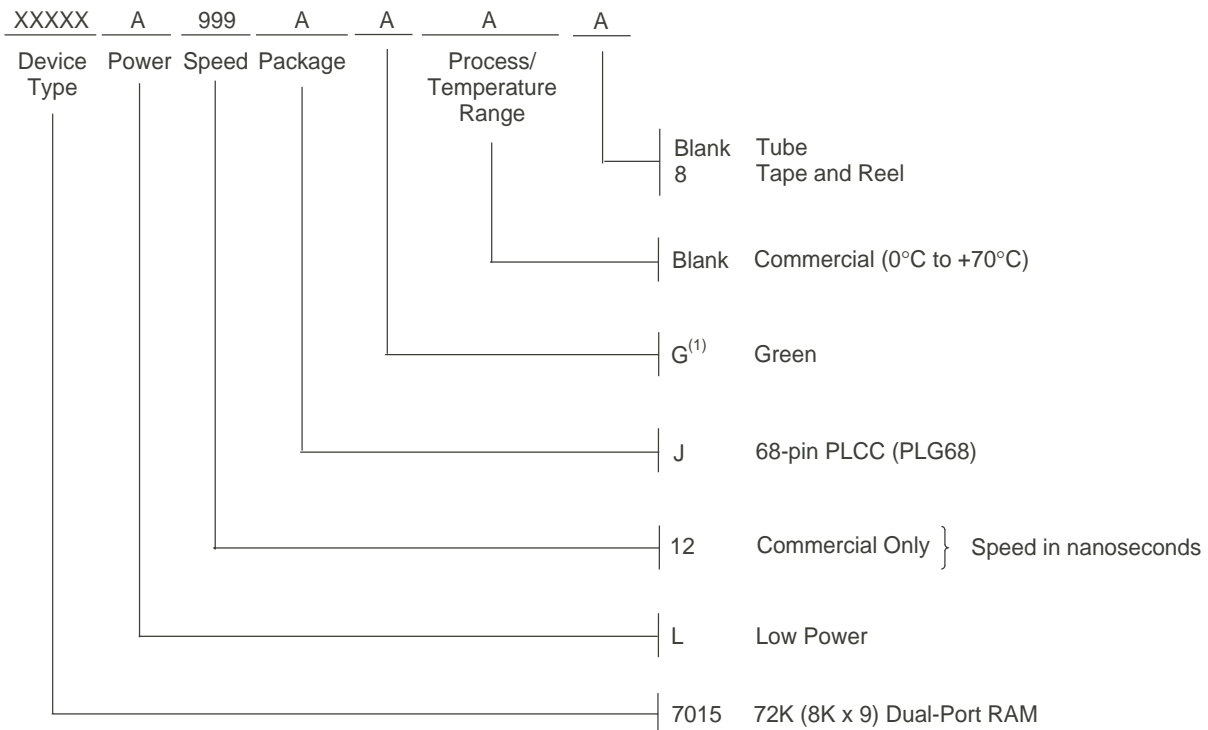 XXXXX A 999 A A A A
Device Type Power Speed Package Process/ Temperature Range
Blank Tube
8 Tape and Reel
Blank Commercial (0°C to +70°C)
G(1) Green
J 68-pin PLCC (PLG68)
12 Commercial Only } Speed in nanoseconds
L Low Power
7015 72K (8K x 9) Dual-Port RAM